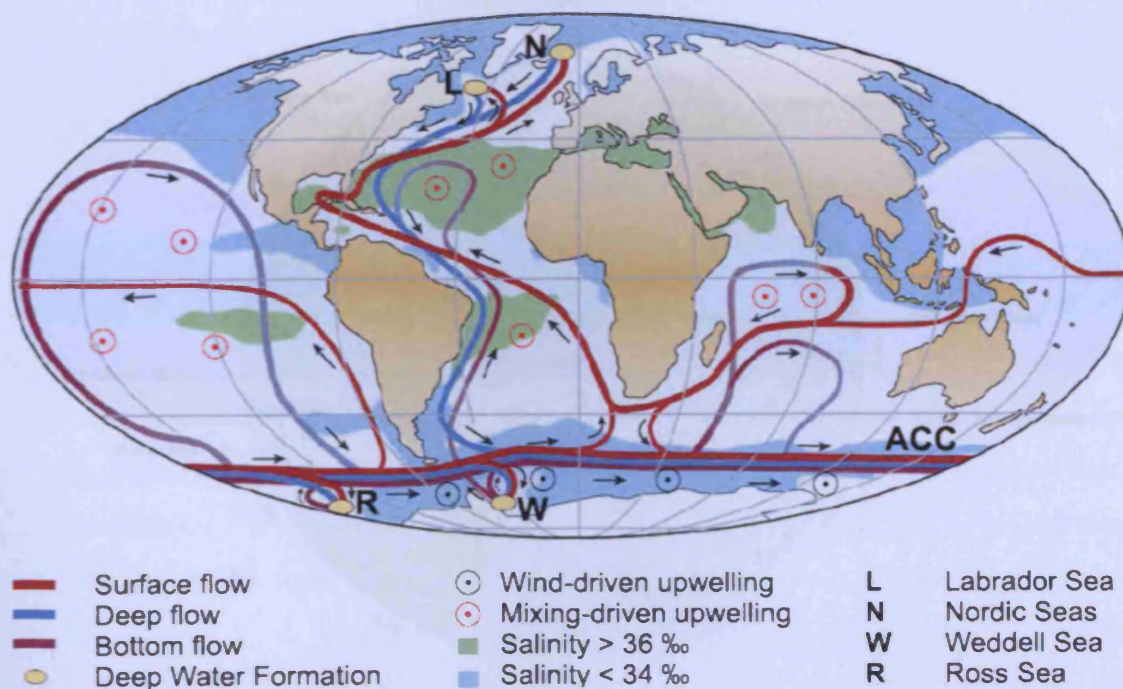 N
L
ACC
R
W
Surface flow
Deep flow
Bottom flow
Deep Water Formation
Wind-driven upwelling
Mixing-driven upwelling
Salinity > 36 ‰
Salinity < 34 ‰
L Labrador Sea
N Nordic Seas
W Weddell Sea
R Ross Sea